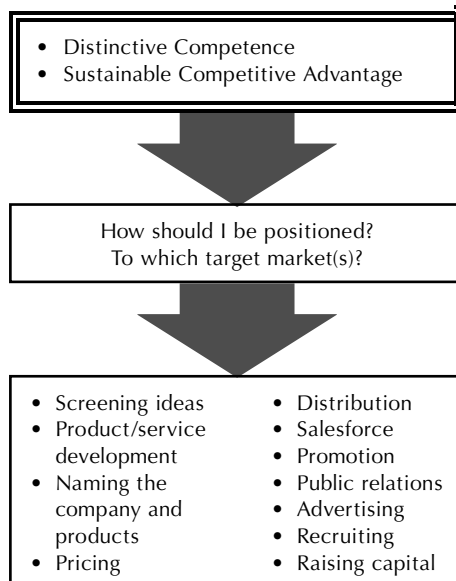 • Distinctive Competence
• Sustainable Competitive Advantage
How should I be positioned?
To which target market(s)?
• Screening ideas
• Product/service
development
• Naming the
company and
products
• Pricing
• Distribution
• Salesforce
• Promotion
• Public relations
• Advertising
• Recruiting
• Raising capital